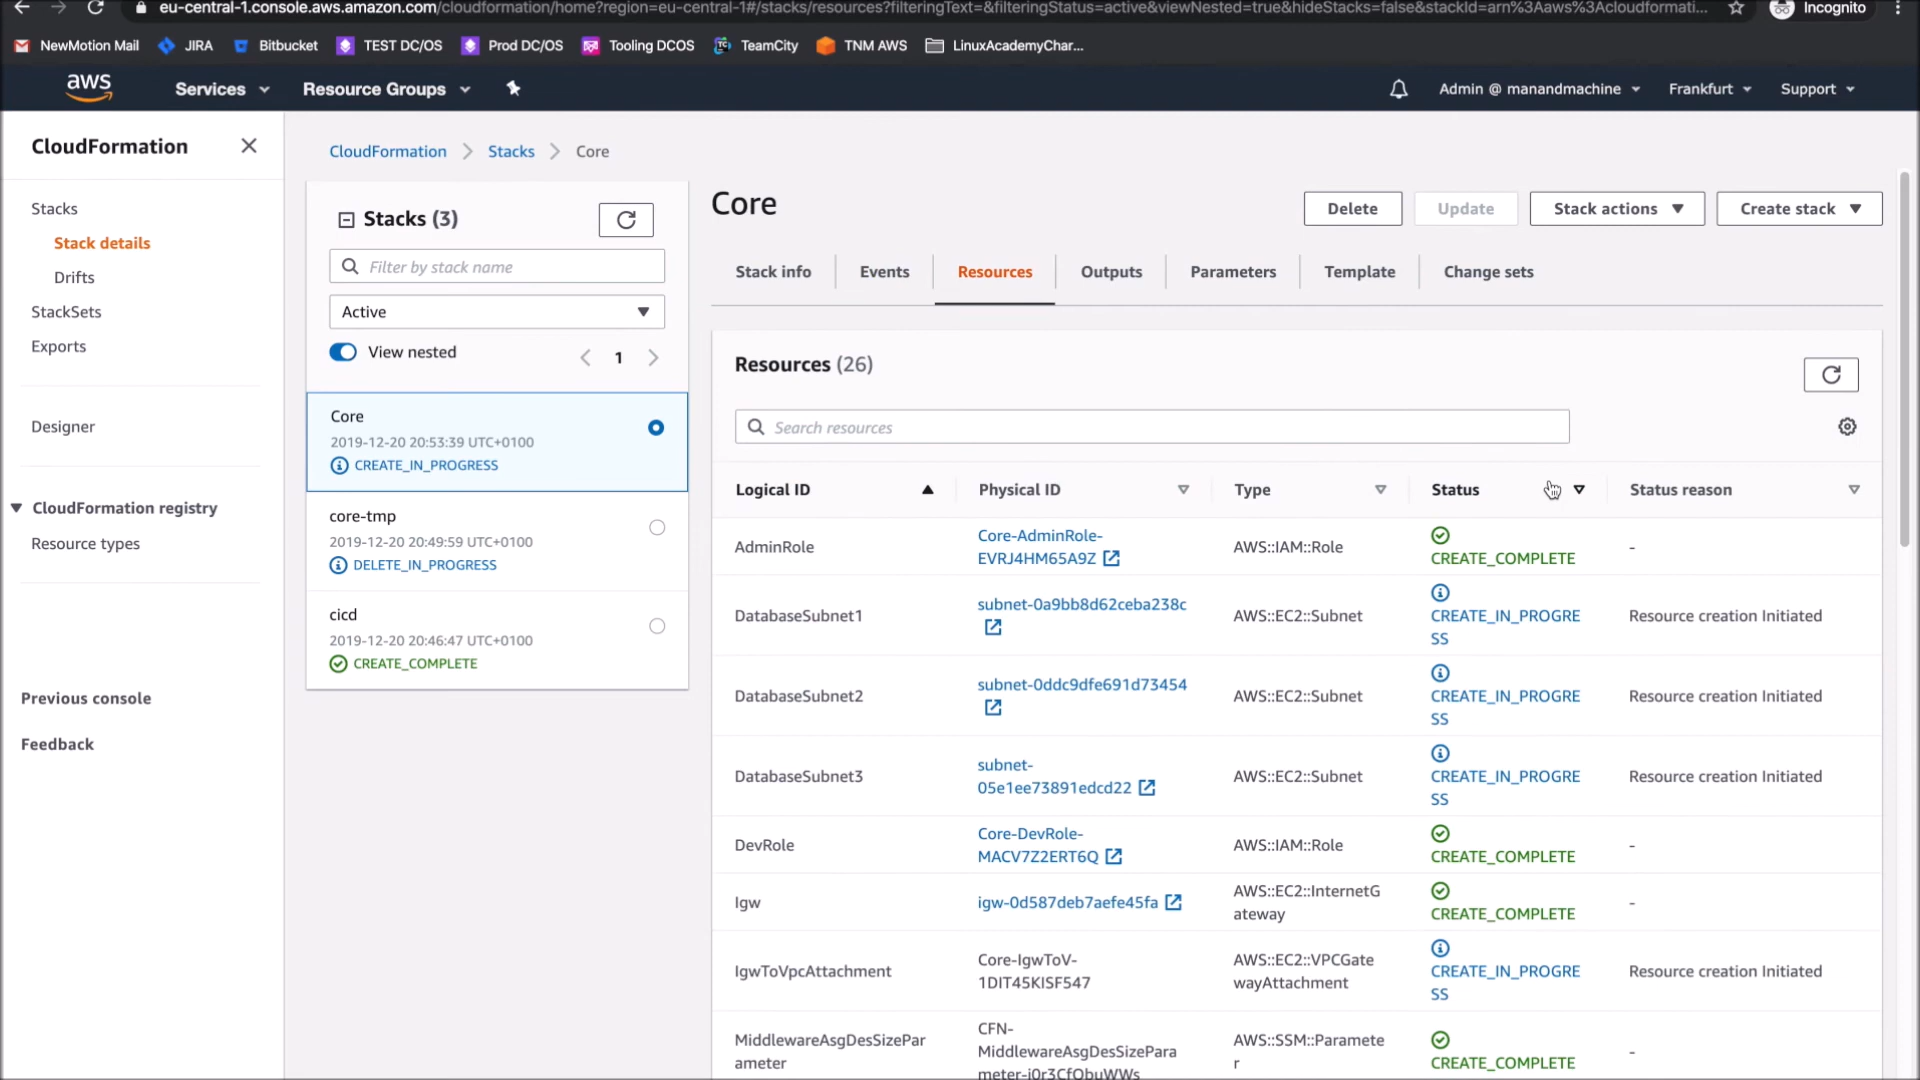 eu-central-1.console.aws.amazon.com/cloudformation/home?region=eu-central-1#/stacks/resources?filteringText=&filteringStatus=active&viewNested=true&hideStacks=false&stackId=arn%3Aaws%3Acloudformati...
Incognito
NewMotion Mail
JIRA
Bitbucket
TEST DC/OS
Prod DC/OS
Tooling DCOS
TeamCity
TNM AWS
LinuxAcademyChar...
aws
Services
Resource Groups
Admin @ manandmachine
Frankfurt
Support
CloudFormation
Stacks
Stack details
Drifts
StackSets
Exports
Designer
CloudFormation registry
Resource types
Previous console
Feedback
CloudFormation > Stacks > Core
Stacks (3)
Filter by stack name
Active
View nested
1
Core
2019-12-20 20:53:39 UTC+0100
CREATE_IN_PROGRESS
core-tmp
2019-12-20 20:49:59 UTC+0100
DELETE_IN_PROGRESS
cicd
2019-12-20 20:46:47 UTC+0100
CREATE_COMPLETE
Core
Delete
Update
Stack actions
Create stack
Stack info
Events
Resources
Outputs
Parameters
Template
Change sets
Resources (26)
Search resources
Logical ID
Physical ID
Type
Status
Status reason
AdminRole
Core-AdminRole-
EVRJ4HM65A9Z
AWS::IAM::Role
CREATE_COMPLETE
-
DatabaseSubnet1
subnet-0a9bb8d62ceba238c
AWS::EC2::Subnet
CREATE_IN_PROGRE
SS
Resource creation Initiated
DatabaseSubnet2
subnet-0ddc9dfe691d73454
AWS::EC2::Subnet
CREATE_IN_PROGRE
SS
Resource creation Initiated
DatabaseSubnet3
subnet-
05e1ee73891edcd22
AWS::EC2::Subnet
CREATE_IN_PROGRE
SS
Resource creation Initiated
DevRole
Core-DevRole-
MACV7Z2ERT6Q
AWS::IAM::Role
CREATE_COMPLETE
-
Igw
igw-0d587deb7aefe45fa
AWS::EC2::InternetG
ateway
CREATE_COMPLETE
-
IgwToVpcAttachment
Core-IgwToV-
1DIT45KISF547
AWS::EC2::VPCGate
wayAttachment
CREATE_IN_PROGRE
SS
Resource creation Initiated
MiddlewareAsgDesSizePar
ameter
CFN-
MiddlewareAsgDesSizePara
meter-i0r3CfObuWWs
AWS::SSM::Paramete
r
CREATE_COMPLETE
-